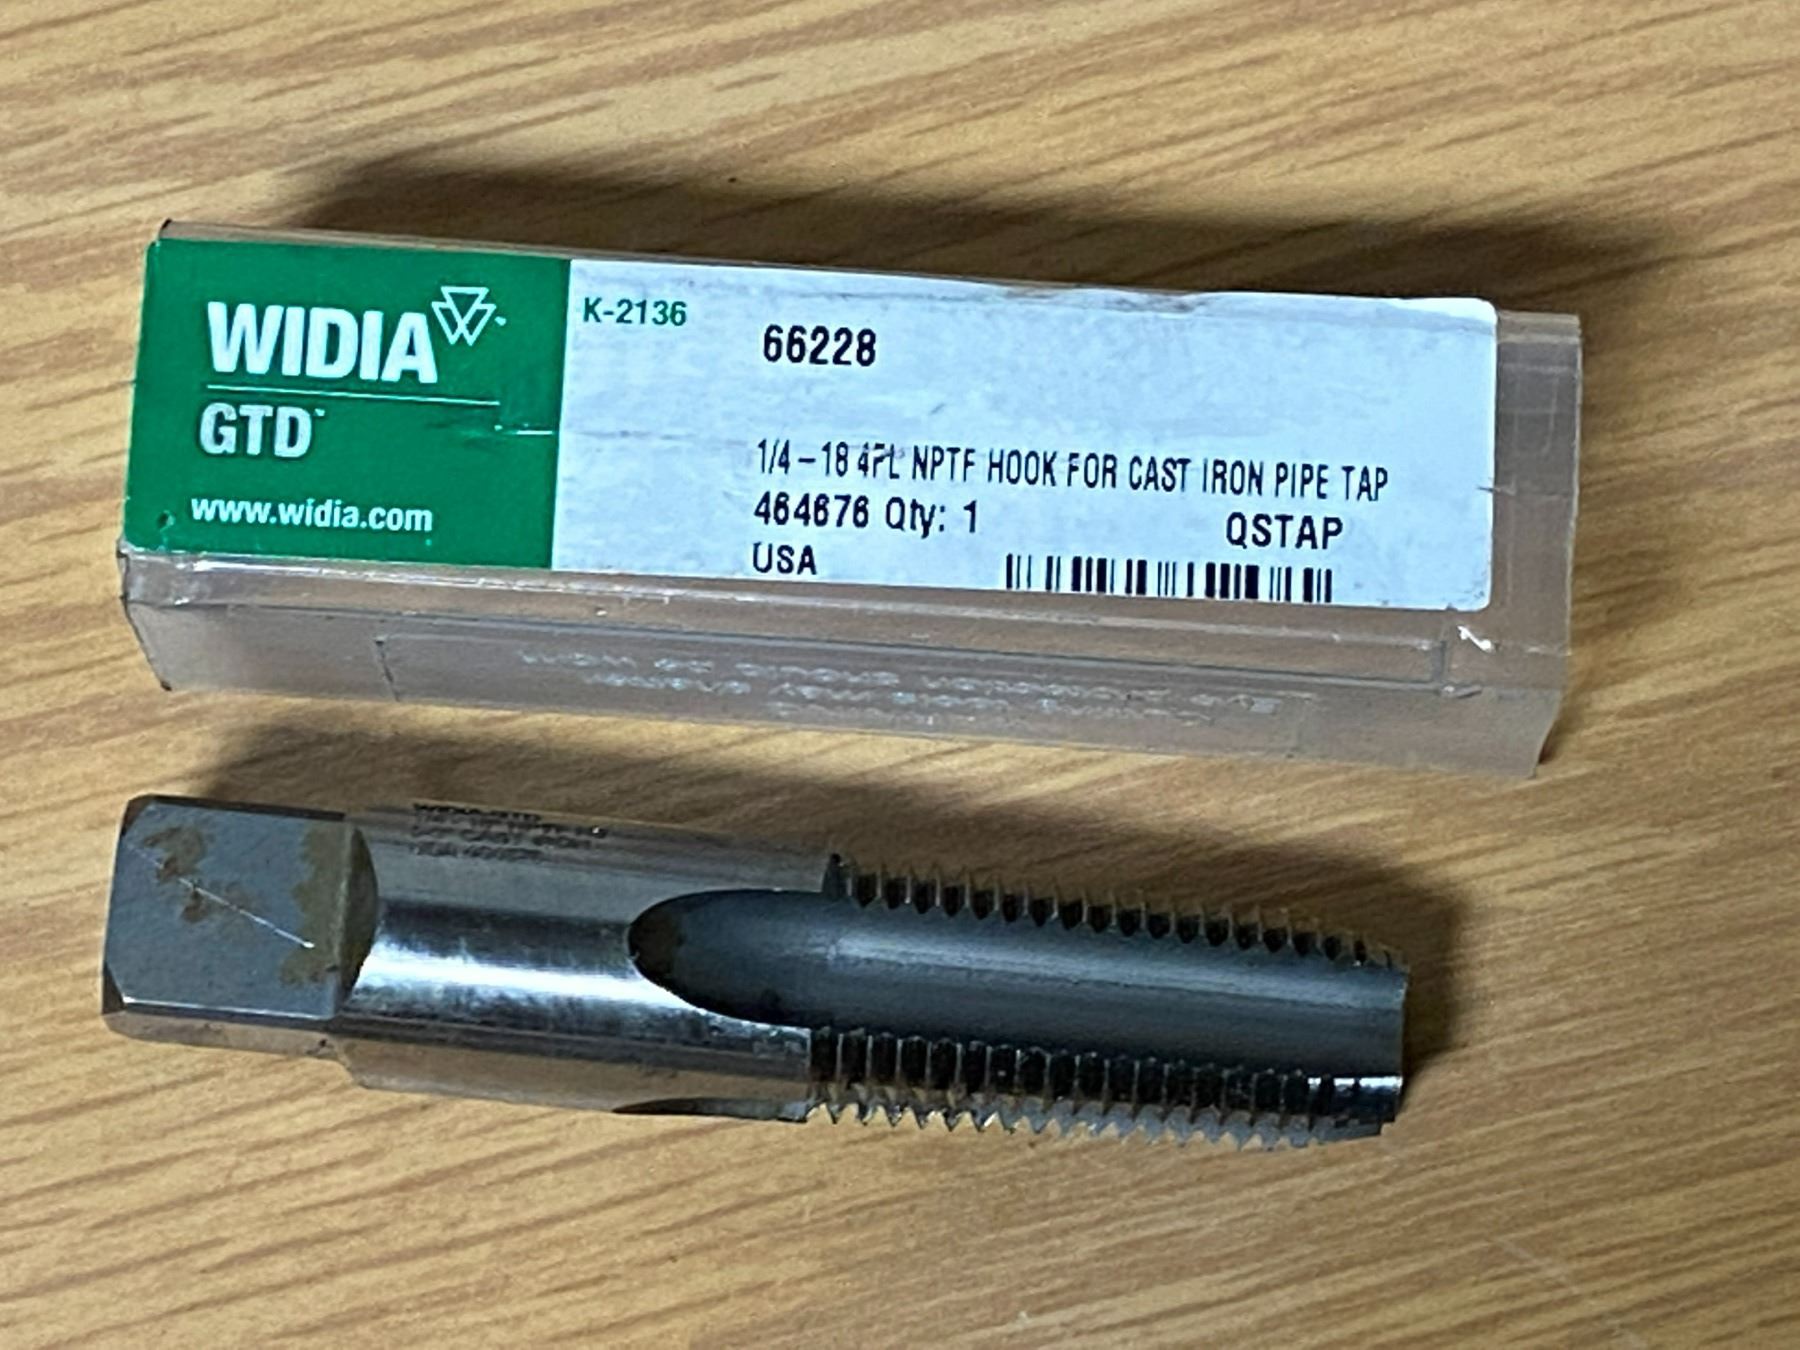 WIDIA
GTD™
www.widia.com
K-2136
66228
1/4-18 4FL NPTF HOOK FOR CAST IRON PIPE TAP
464676 Qty: 1
QSTAP
USA